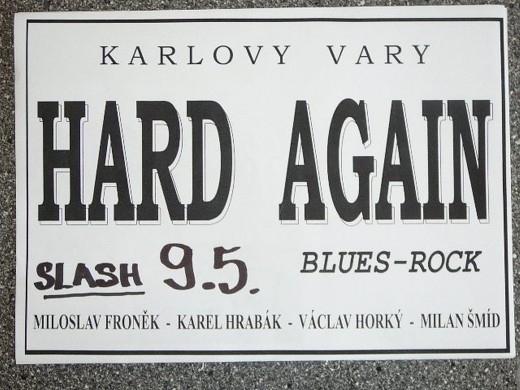 KARLOVY VARY
HARD AGAIN
SLASH 9.5.
BLUES-ROCK
MILOSLAV FRONĚK - KAREL HRABÁK - VÁCLAV HORKÝ - MILAN ŠMÍD